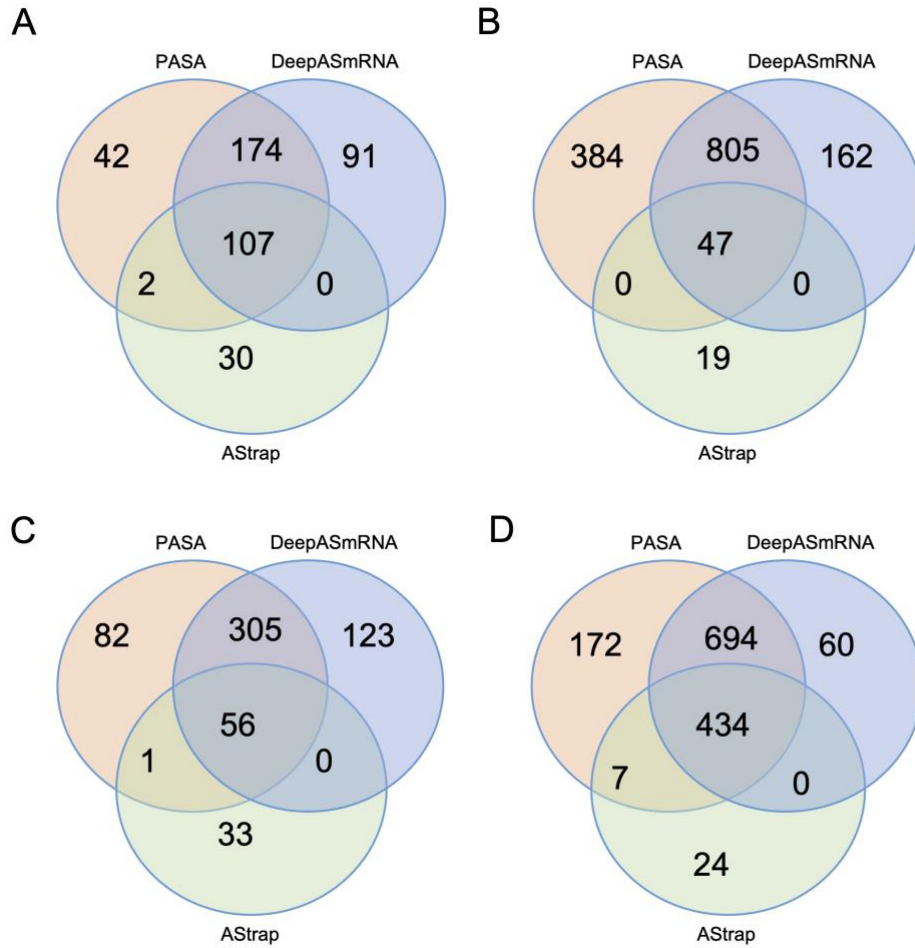 A
PASA
DeepASmRNA
42
174
91
107
2
0
30
AStrap
B
PASA
DeepASmRNA
384
805
162
47
0
0
19
AStrap
C
PASA
DeepASmRNA
82
305
123
56
1
0
33
AStrap
D
PASA
DeepASmRNA
172
694
60
434
7
0
24
AStrap